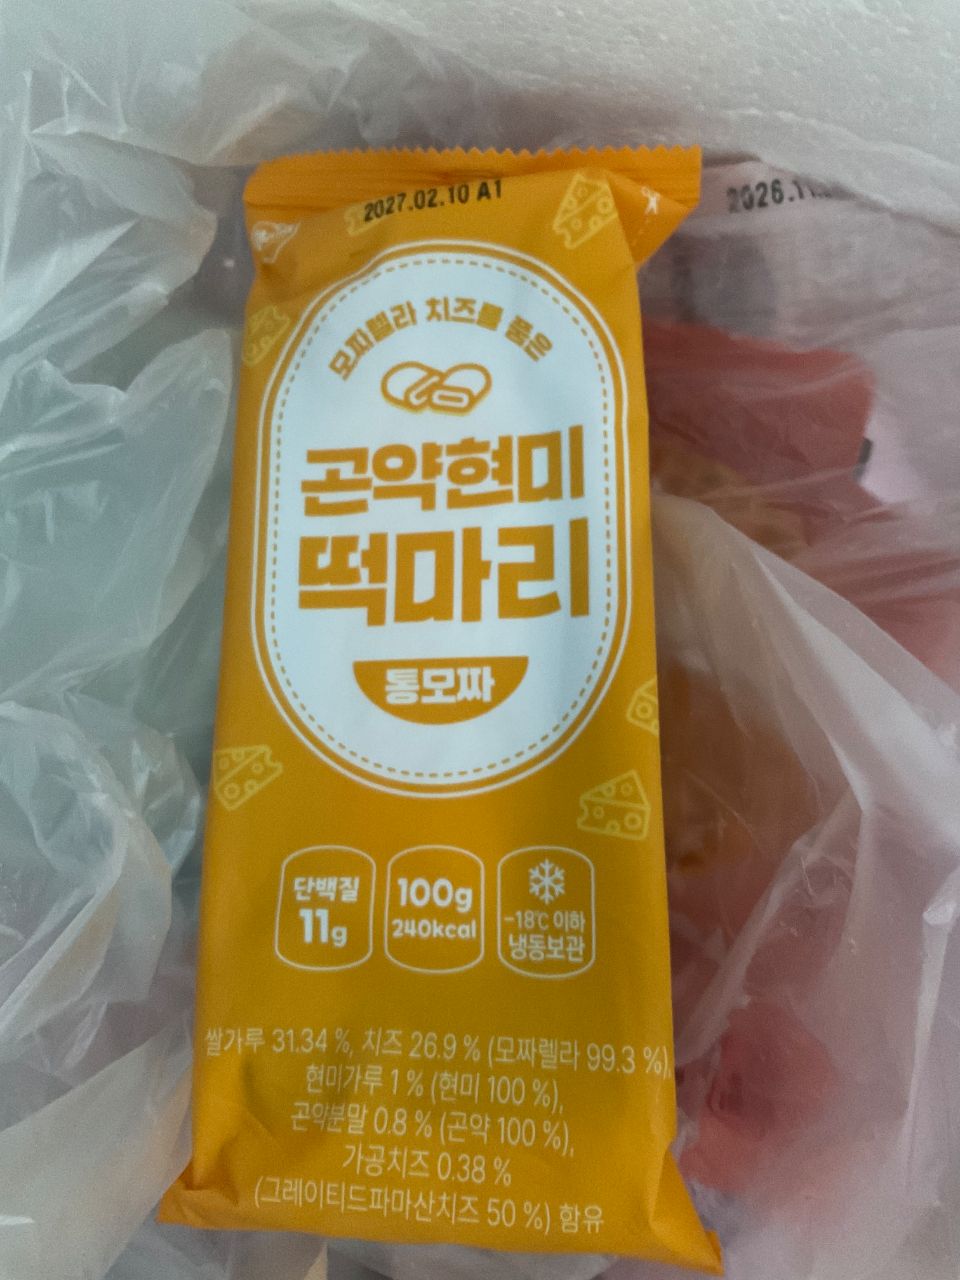 2027.02.10 A1
2026.11
모짜렐라 치즈를 품은
곤약현미
떡마리
통모짜
단백질
11g
100g
240kcal
-18℃ 이하
냉동보관
쌀가루 31.34 %, 치즈 26.9 % (모짜렐라 99.3 %),
현미가루 1 % (현미 100 %),
곤약분말 0.8 % (곤약 100 %),
가공치즈 0.38 %
(그레이티드파마산치즈 50 %) 함유